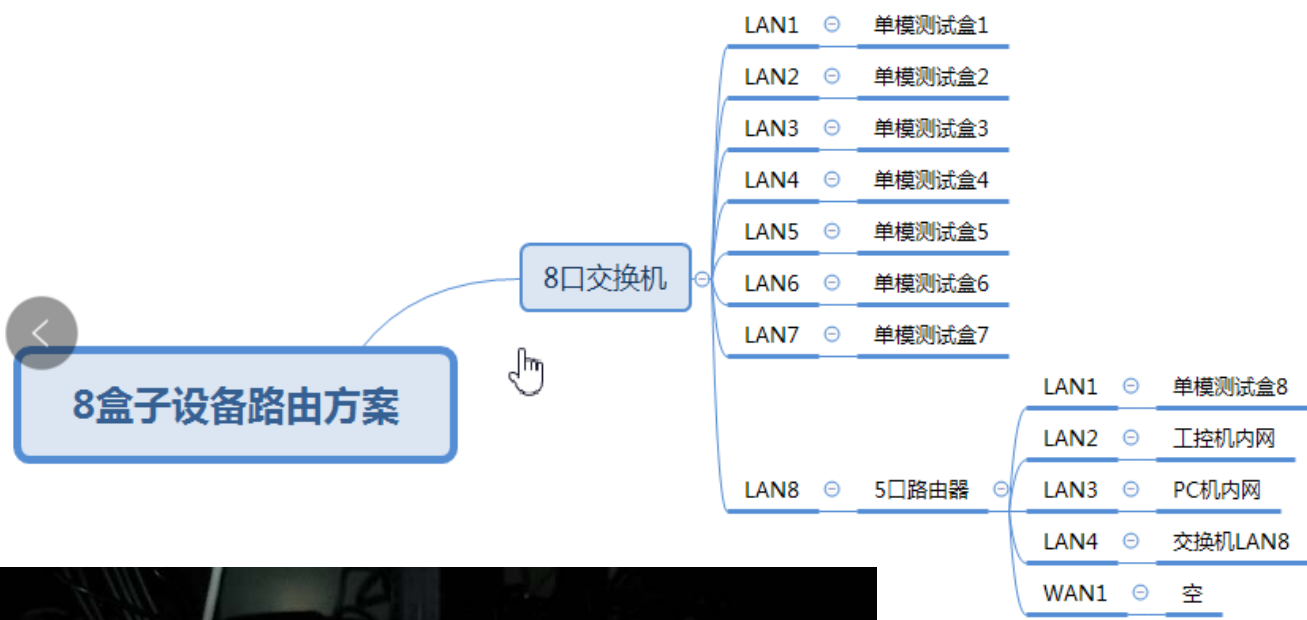 LAN1 单模测试盒1
LAN2 单模测试盒2
LAN3 单模测试盒3
LAN4 单模测试盒4
LAN5 单模测试盒5
8口交换机
LAN6 单模测试盒6
LAN7 单模测试盒7
8盒子设备路由方案
LAN8 5口路由器
LAN1 单模测试盒8
LAN2 工控机内网
LAN3 PC机内网
LAN4 交换机LAN8
WAN1 空